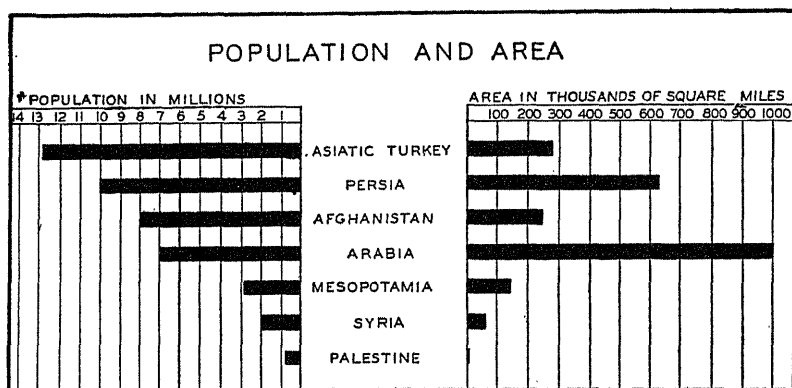 POPULATION AND AREA
*POPULATION IN MILLIONS
14 13 12 11 10 9 8 7 6 5 4 3 2 1
AREA IN THOUSANDS OF SQUARE MILES
100 200 300 400 500 600 700 800 900 1000
ASIATIC TURKEY
PERSIA
AFGHANISTAN
ARABIA
MESOPOTAMIA
SYRIA
PALESTINE